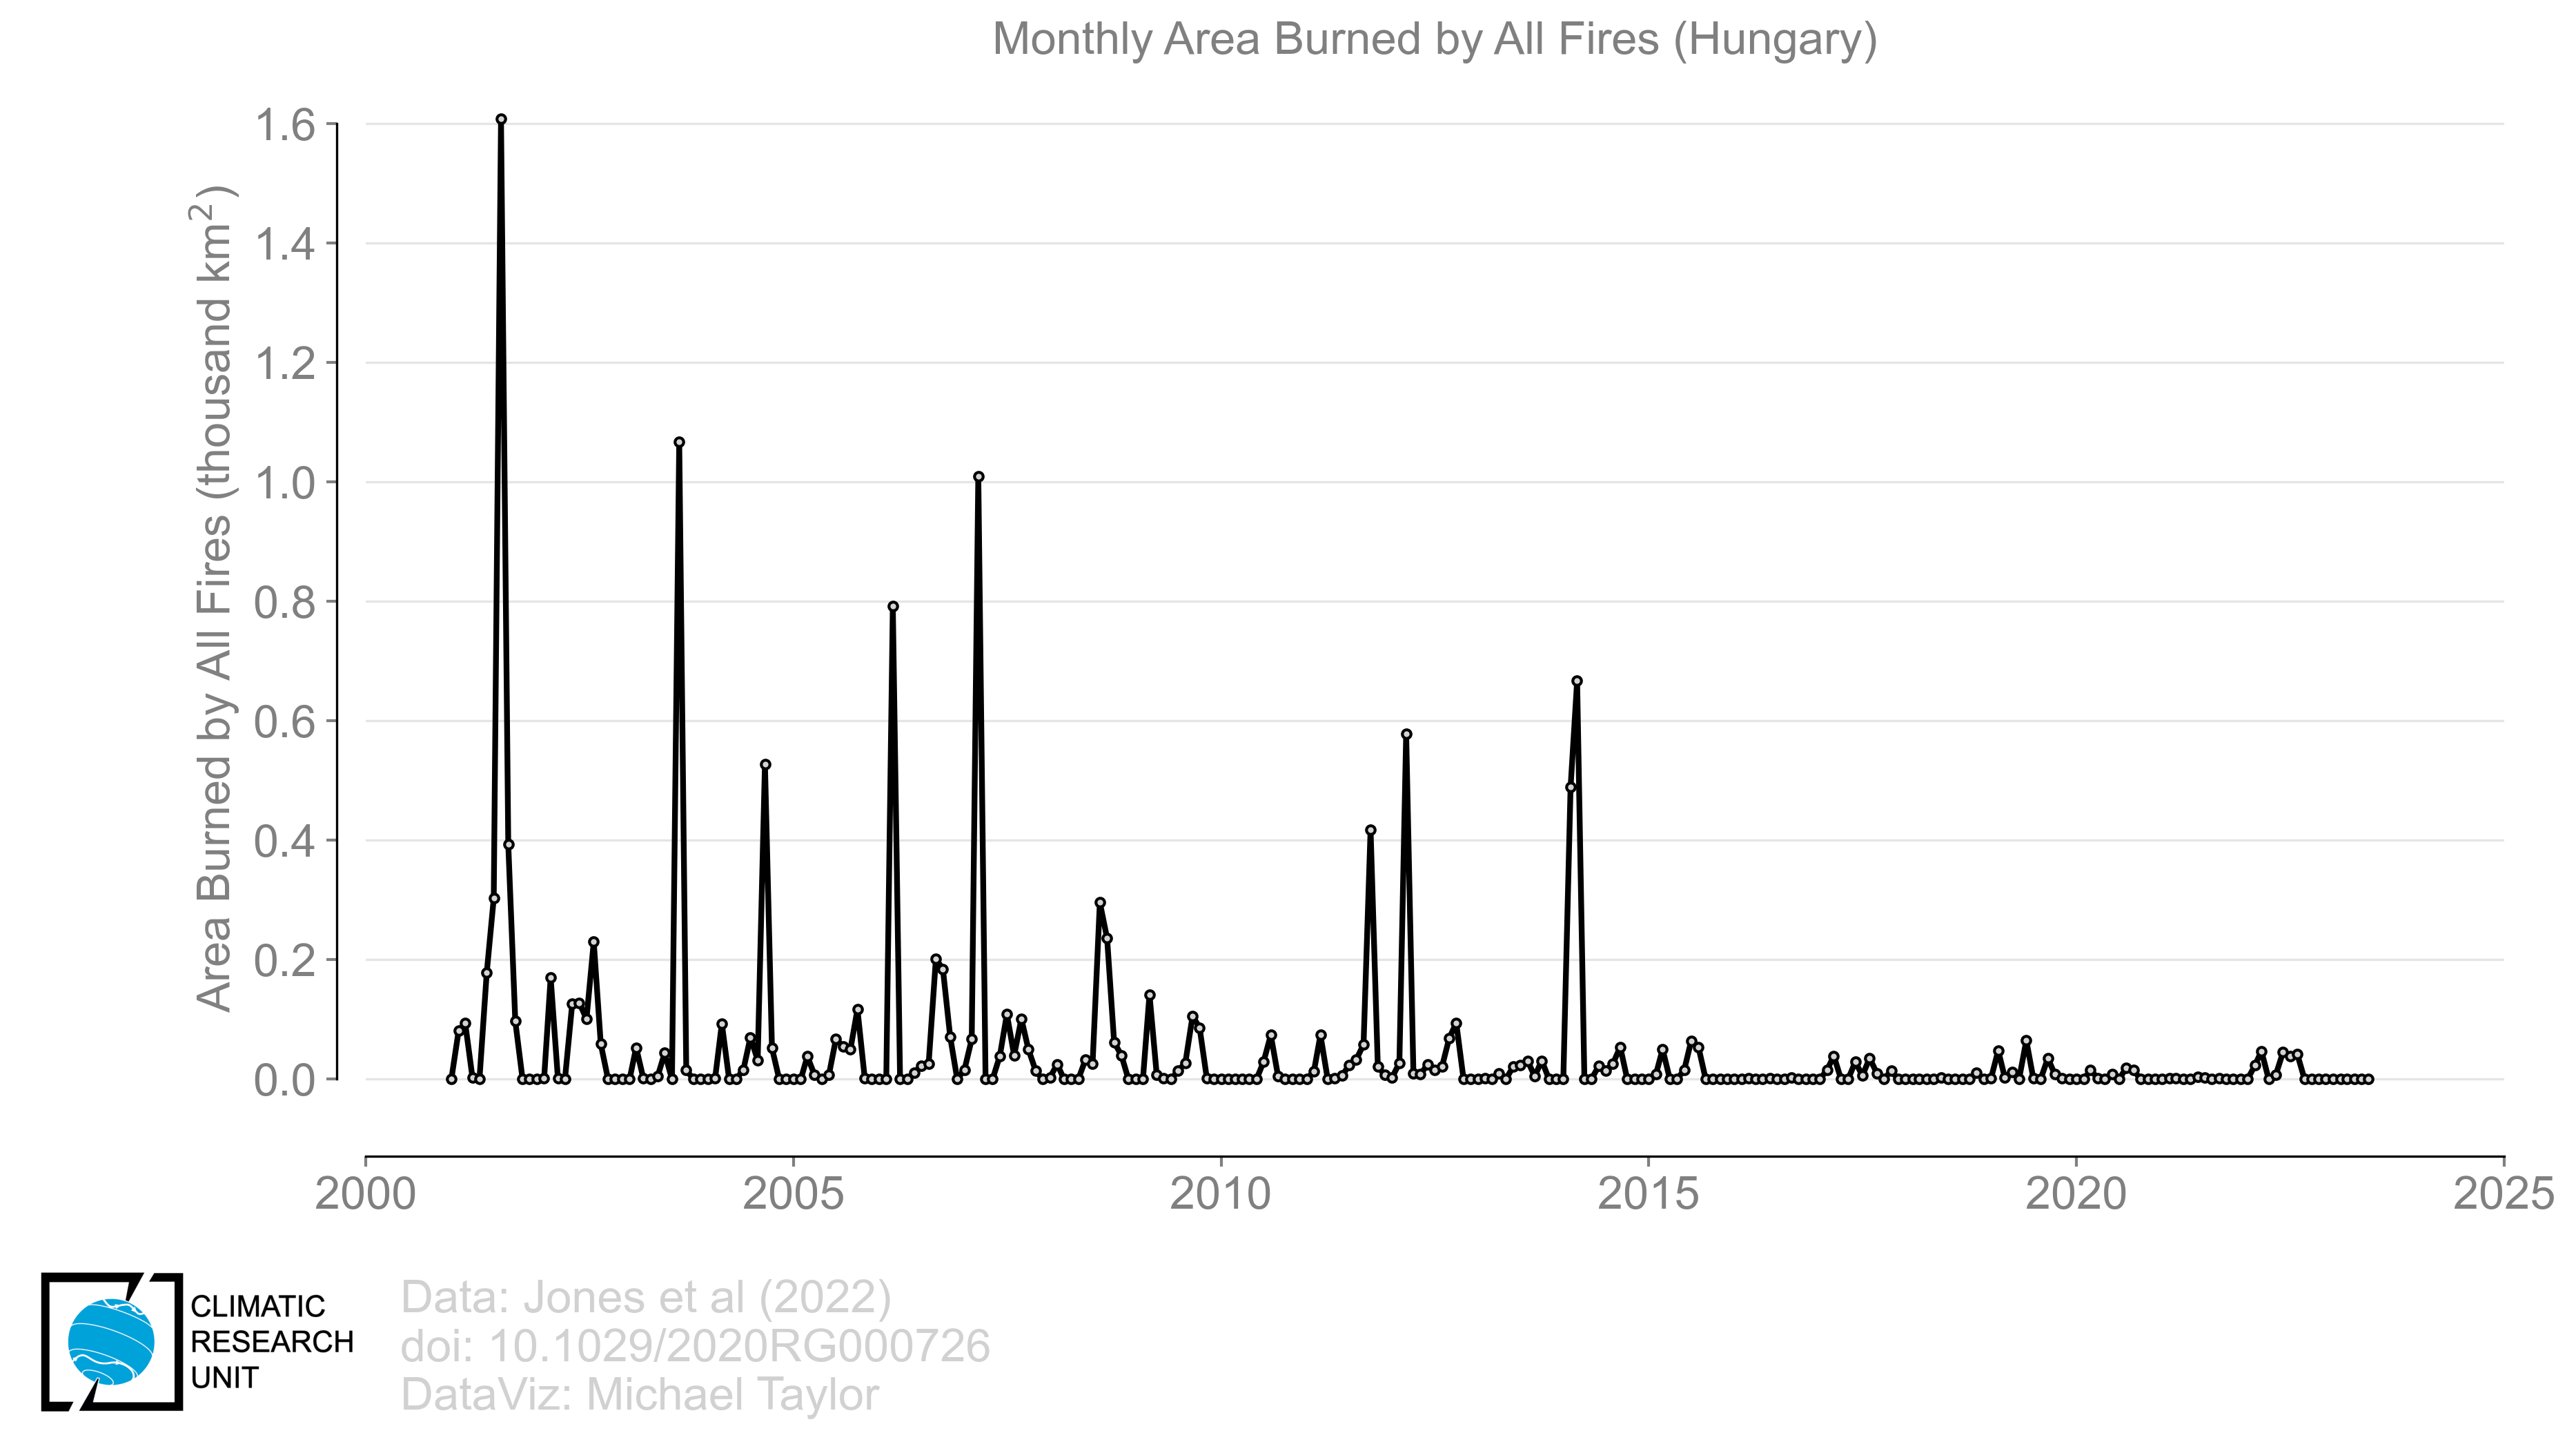 Monthly Area Burned by All Fires (Hungary)
Area Burned by All Fires (thousand km²)
1.6
1.4
1.2
1.0
0.8
0.6
0.4
0.2
0.0
2000 2005 2010 2015 2020 2025
CLIMATIC
RESEARCH
UNIT
Data: Jones et al (2022)
doi: 10.1029/2020RG000726
DataViz: Michael Taylor